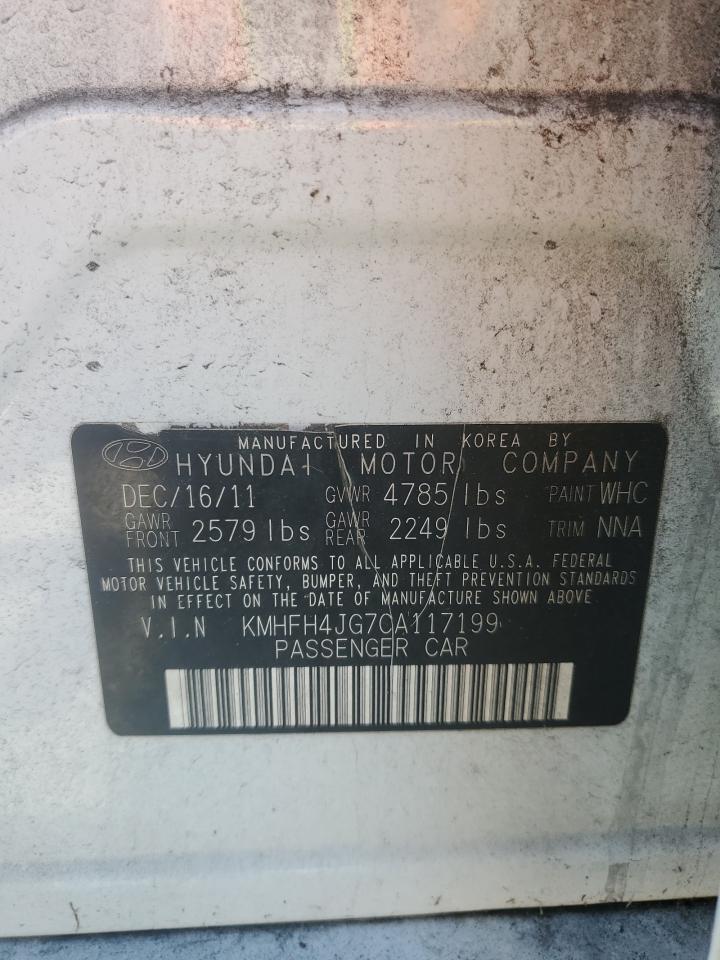 MANUFACTURED IN KOREA BY
HYUNDAI MOTOR COMPANY
DEC/16/11 GVWR 4785 lbs PAINT WHC
GAWR FRONT 2579 lbs GAWR REAR 2249 lbs TRIM NNA
THIS VEHICLE CONFORMS TO ALL APPLICABLE U.S.A. FEDERAL
MOTOR VEHICLE SAFETY, BUMPER, AND THEFT PREVENTION STANDARDS
IN EFFECT ON THE DATE OF MANUFACTURE SHOWN ABOVE
V.I.N KMHFH4JG7CA117199
PASSENGER CAR